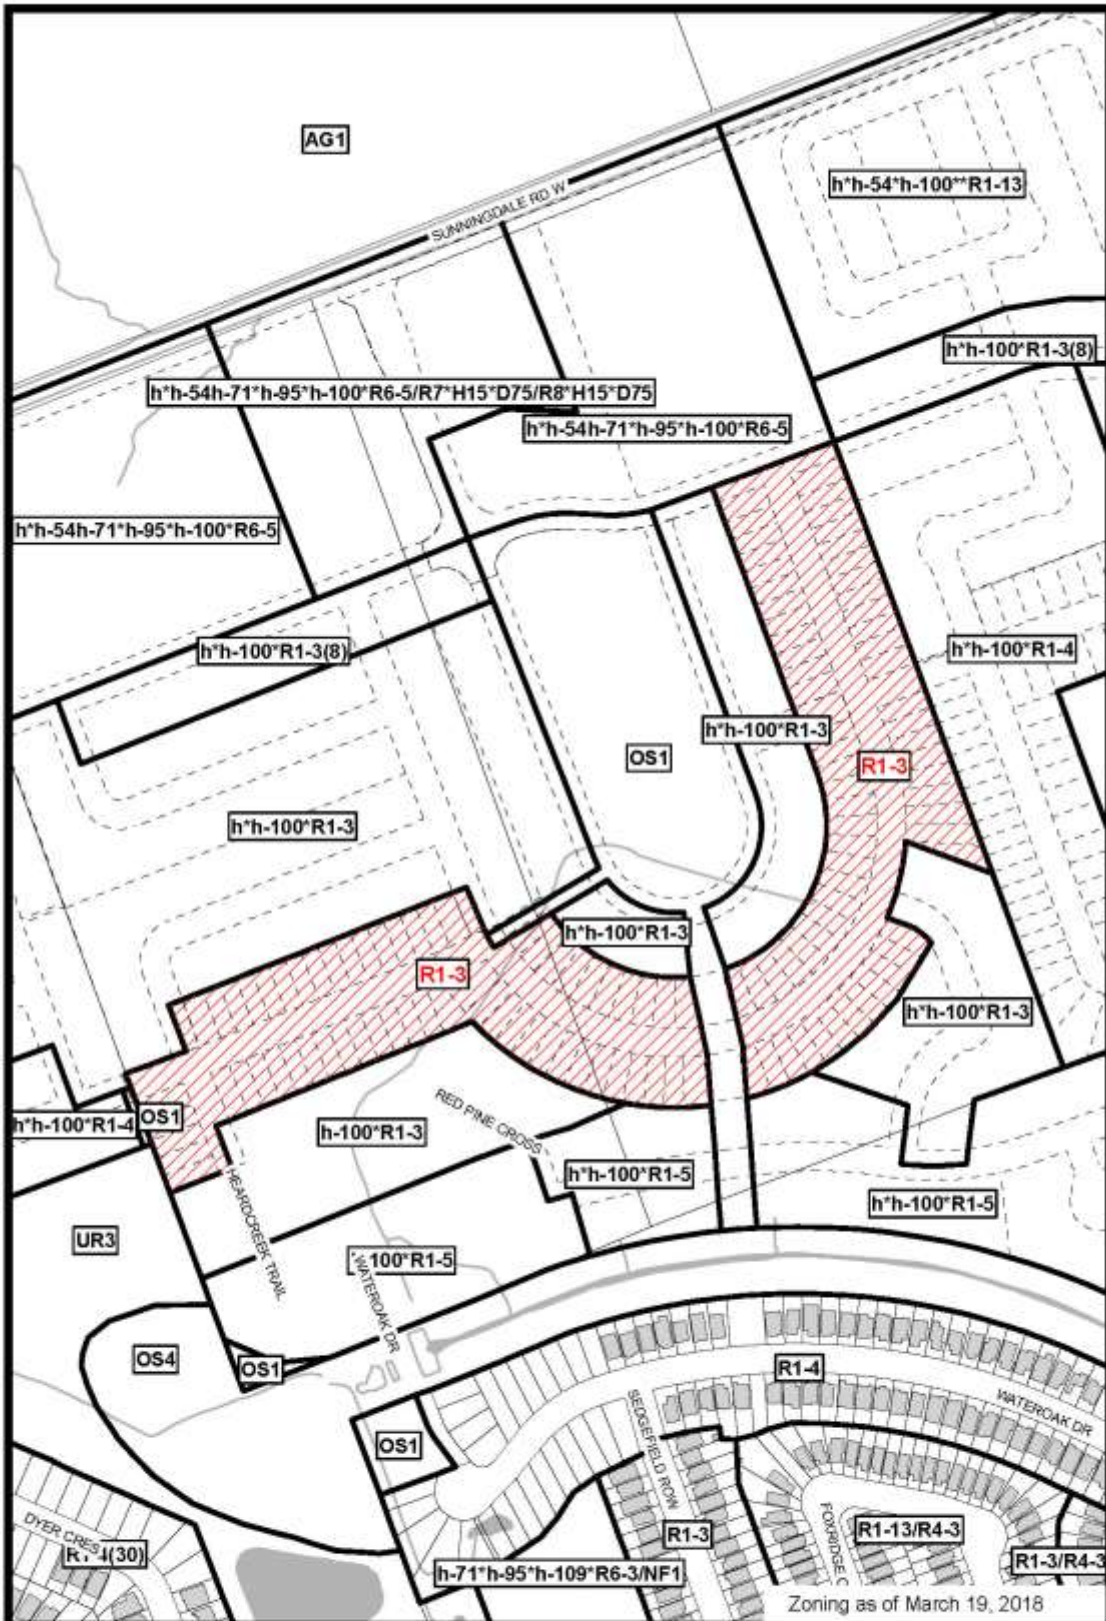 AG1
h*h-54*h-100**R1-13
SUNNINGDALE RD W
h*h-100*R1-3(8)
h*h-54h-71*h-95*h-100*R6-5/R7*H15*D75/R8*H15*D75
h*h-54h-71*h-95*h-100*R6-5
h*h-54h-71*h-95*h-100*R6-5
h*h-100*R1-3(8)
h*h-100*R1-4
h*h-100*R1-3
OS1
R1-3
h*h-100*R1-3
h*h-100*R1-3
R1-3
h*h-100*R1-3
RED PINE CROSS
OS1
h*h-100*R1-4
h-100*R1-3
h*h-100*R1-5
HEARDCREEK TRAIL
h*h-100*R1-5
UR3
100*R1-5
WATEROAK DR
OS4
OS1
R1-4
WATEROAK DR
SEDGEFIELD ROW
OS1
DYER CRES
(30)
FOXRIDGE
R1-3
R1-13/R4-3
R1-3/R4-3
h-71*h-95*h-109*R6-3/NF1
Zoning as of March 19, 2018